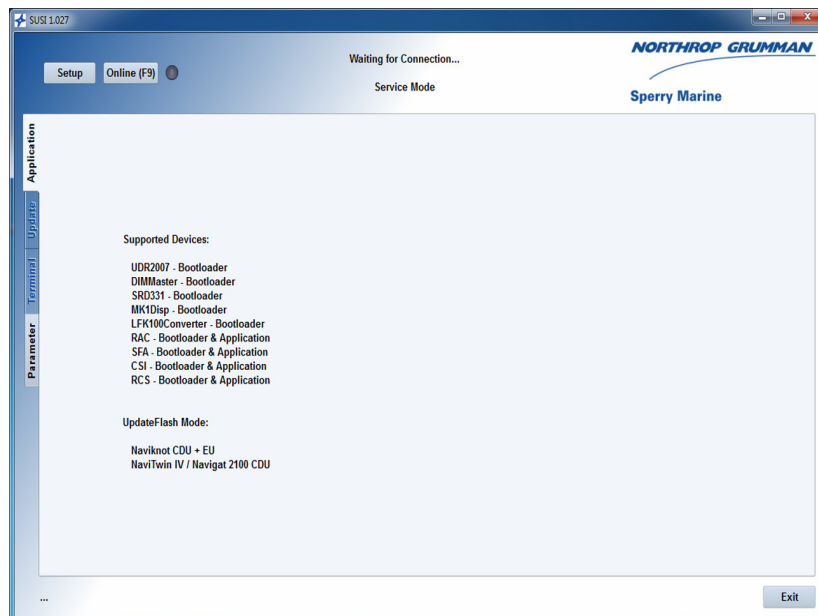 SUSI 1.027
Setup
Online (F9)
Waiting for Connection...
Service Mode
NORTHROP GRUMMAN
Sperry Marine
Application
Update
Terminal
Parameter
Supported Devices:
UDR2007 - Bootloader
DIMMaster - Bootloader
SRD331 - Bootloader
MK1Disp - Bootloader
LFK100Converter - Bootloader
RAC - Bootloader & Application
SFA - Bootloader & Application
CSI - Bootloader & Application
RCS - Bootloader & Application
UpdateFlash Mode:
Naviknot CDU + EU
NaviTwin IV / Navigat 2100 CDU
...
Exit